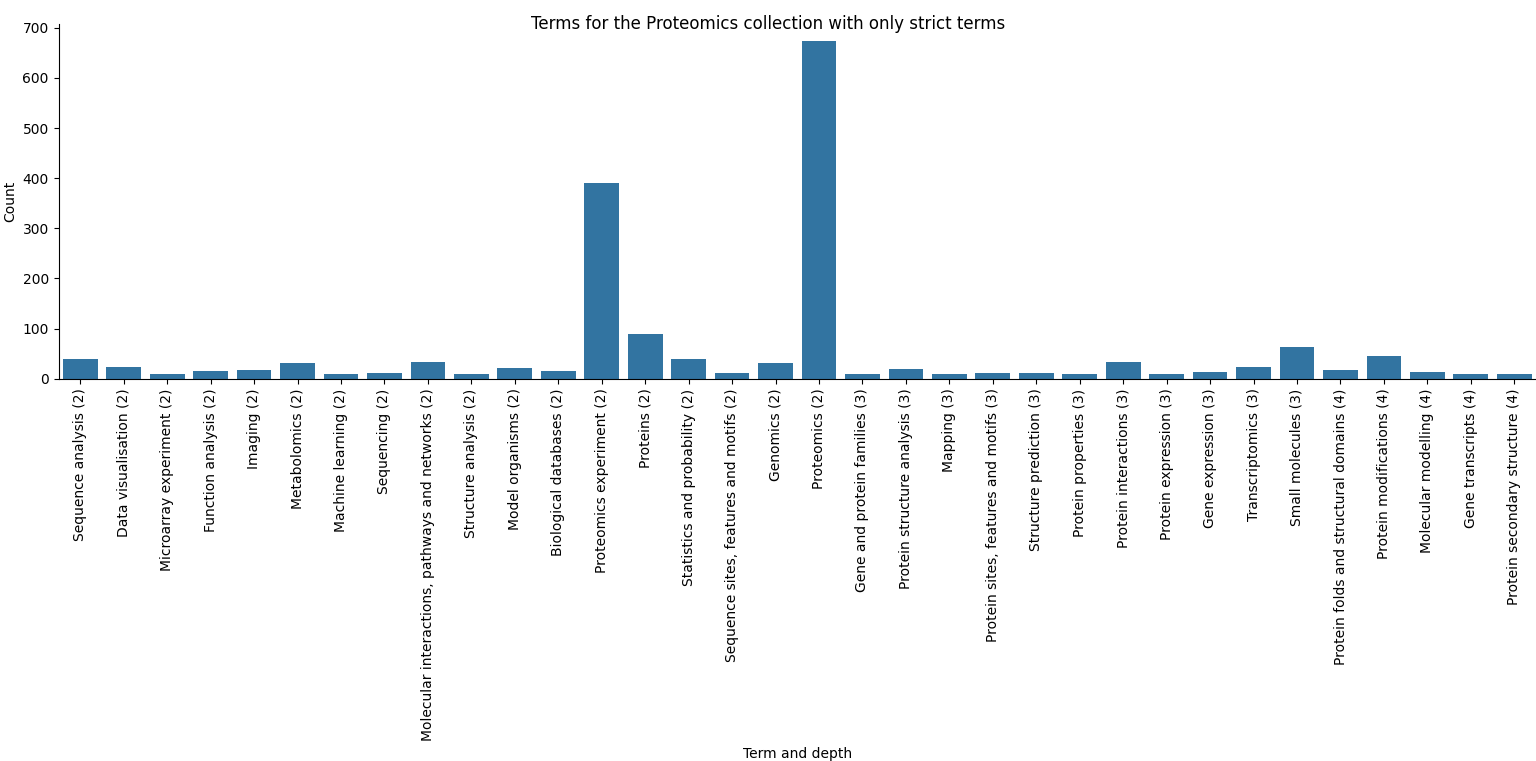 Terms for the Proteomics collection with only strict terms
Count
700
600
500
400
300
200
100
0
Sequence analysis (2)
Data visualisation (2)
Microarray experiment (2)
Function analysis (2)
Imaging (2)
Metabolomics (2)
Machine learning (2)
Sequencing (2)
Molecular interactions, pathways and networks (2)
Structure analysis (2)
Model organisms (2)
Biological databases (2)
Proteomics experiment (2)
Proteins (2)
Statistics and probability (2)
Sequence sites, features and motifs (2)
Genomics (2)
Proteomics (2)
Gene and protein families (3)
Protein structure analysis (3)
Mapping (3)
Protein sites, features and motifs (3)
Structure prediction (3)
Protein properties (3)
Protein interactions (3)
Protein expression (3)
Gene expression (3)
Transcriptomics (3)
Small molecules (3)
Protein folds and structural domains (4)
Protein modifications (4)
Molecular modelling (4)
Gene transcripts (4)
Protein secondary structure (4)
Term and depth